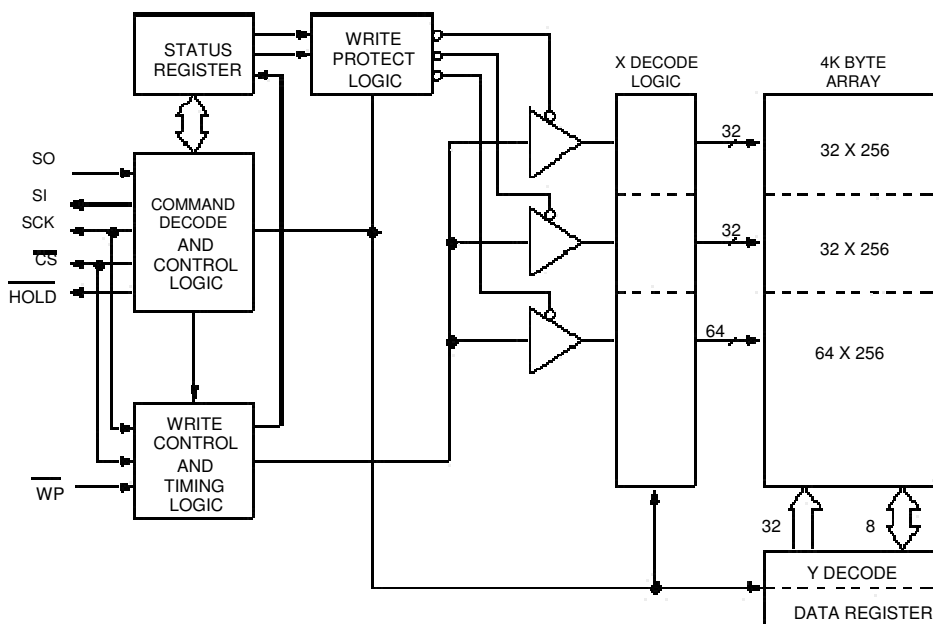 STATUS
REGISTER
WRITE
PROTECT
LOGIC
X DECODE
LOGIC
4K BYTE
ARRAY
SO
SI
SCK
CS
HOLD
COMMAND
DECODE
AND
CONTROL
LOGIC
32
32
64
32 X 256
32 X 256
64 X 256
WRITE
CONTROL
AND
TIMING
LOGIC
WP
32
8
Y DECODE
DATA REGISTER